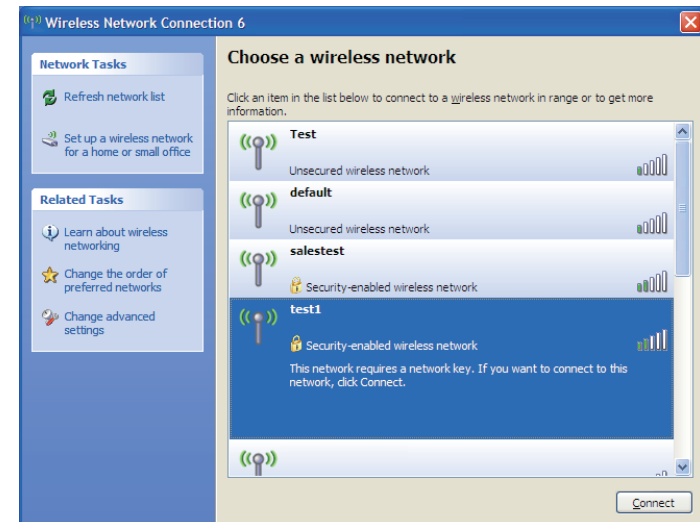 Wireless Network Connection 6
Network Tasks
Refresh network list
Set up a wireless network
for a home or small office
Related Tasks
Learn about wireless
networking
Change the order of
preferred networks
Change advanced
settings
Choose a wireless network
Click an item in the list below to connect to a wireless network in range or to get more
information.
Test
Unsecured wireless network
default
Unsecured wireless network
salestest
Security-enabled wireless network
test1
Security-enabled wireless network
This network requires a network key. If you want to connect to this
network, click Connect.
Connect